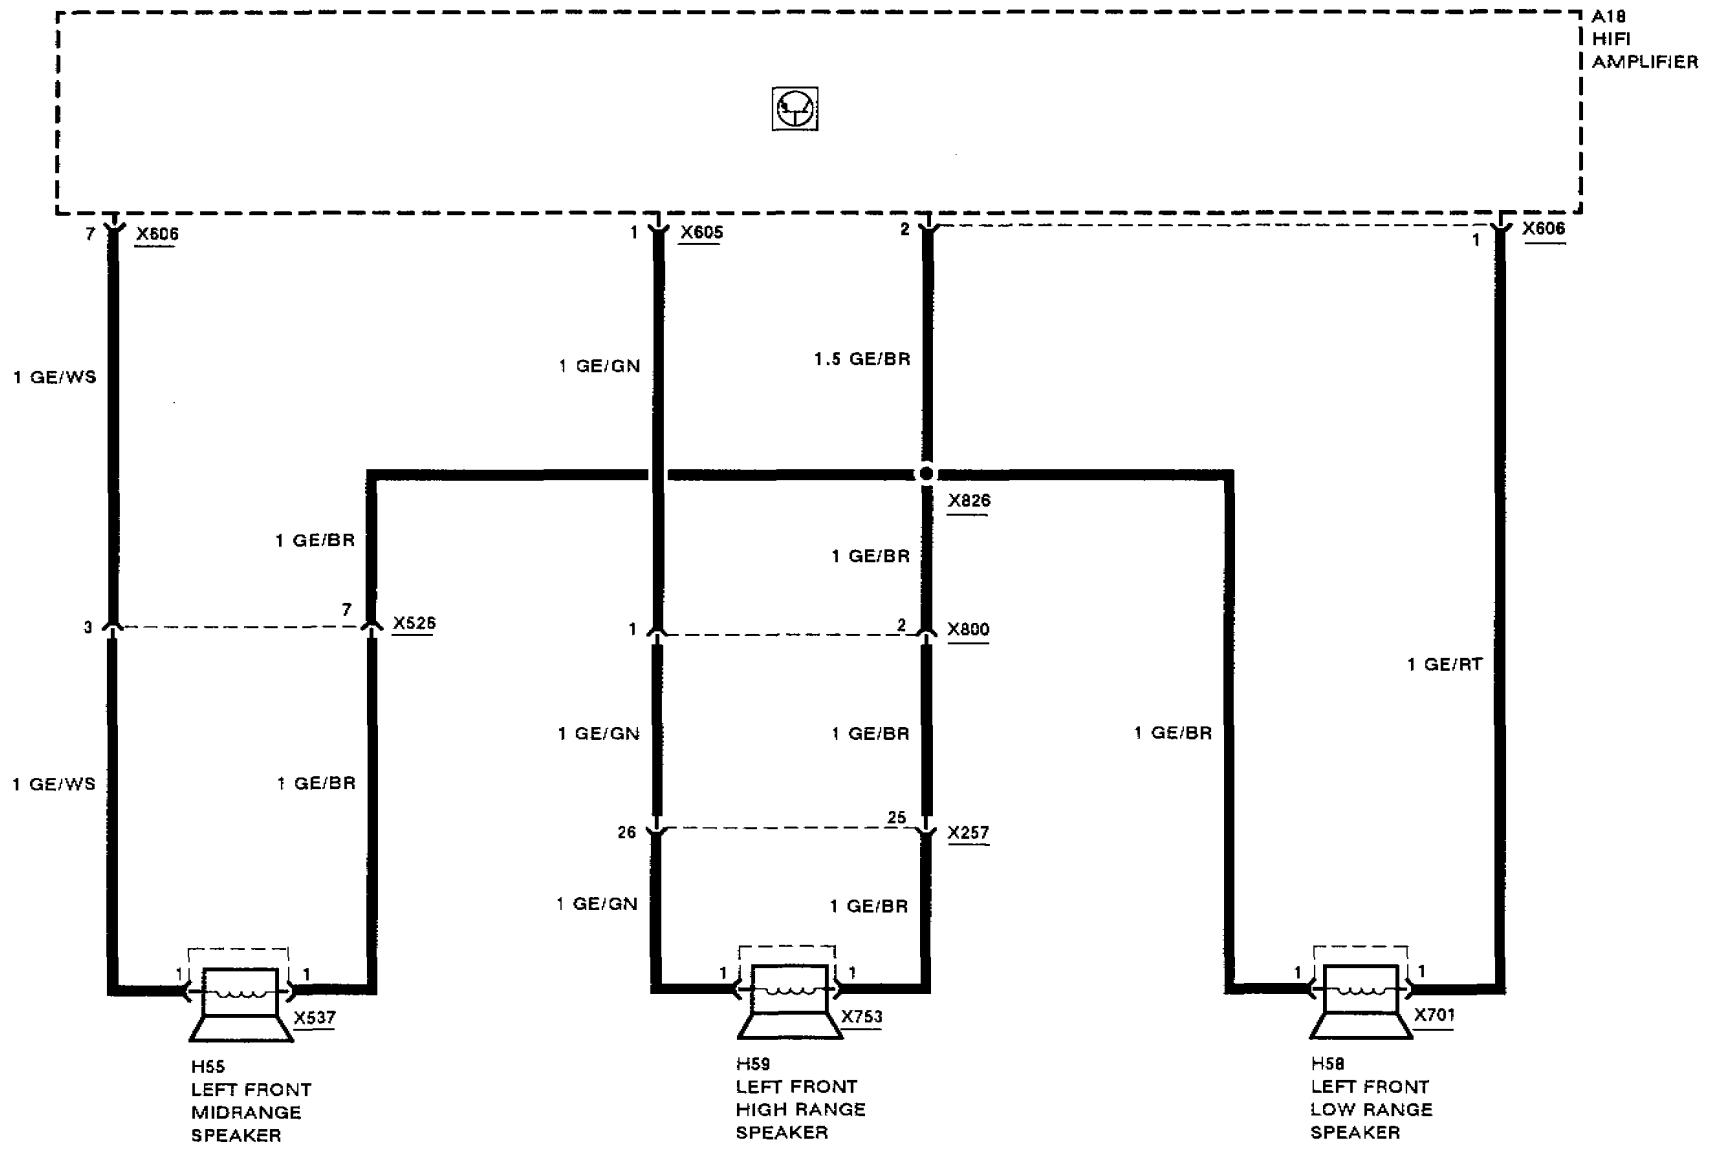 A18
HIFI
AMPLIFIER
7 X606
1 X605
2
1 X606
1 GE/WS
1 GE/GN
1.5 GE/BR
X826
1 GE/BR
1 GE/BR
3
7 X526
1
2 X800
1 GE/RT
1 GE/GN
1 GE/BR
1 GE/BR
1 GE/WS
1 GE/BR
26
25 X257
1 GE/GN
1 GE/BR
1 1
1 1
1 1
X537
X753
X701
H55
LEFT FRONT
MIDRANGE
SPEAKER
H59
LEFT FRONT
HIGH RANGE
SPEAKER
H58
LEFT FRONT
LOW RANGE
SPEAKER